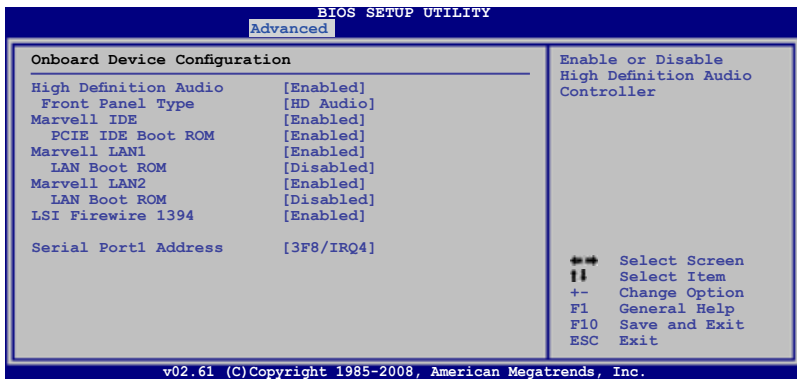 BIOS SETUP UTILITY
Advanced
Onboard Device Configuration
High Definition Audio [Enabled]
Front Panel Type [HD Audio]
Marvell IDE [Enabled]
PCIE IDE Boot ROM [Enabled]
Marvell LAN1 [Enabled]
LAN Boot ROM [Disabled]
Marvell LAN2 [Enabled]
LAN Boot ROM [Disabled]
LSI Firewire 1394 [Enabled]
Serial Port1 Address [3F8/IRQ4]
Enable or Disable
High Definition Audio
Controller
←→ Select Screen
↑↓ Select Item
+- Change Option
F1 General Help
F10 Save and Exit
ESC Exit
v02.61 (C)Copyright 1985-2008, American Megatrends, Inc.